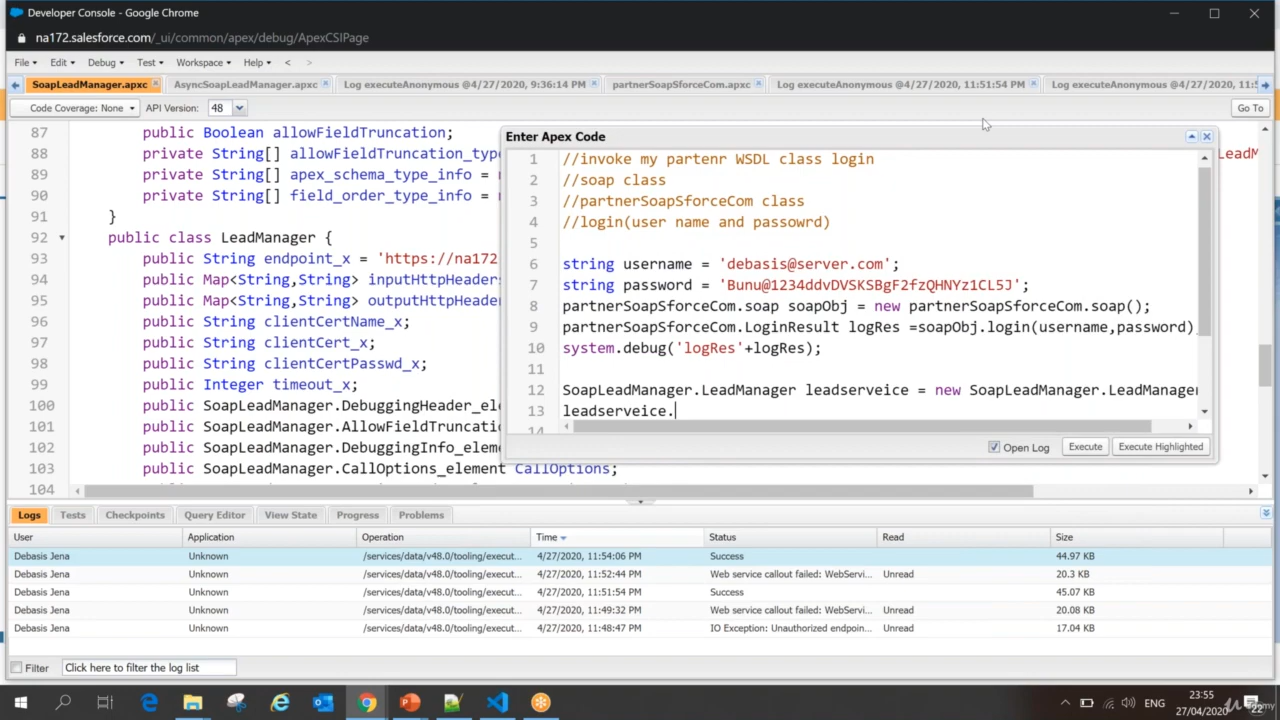 Developer Console - Google Chrome
na172.salesforce.com/_ui/common/apex/debug/ApexCSIPage
File Edit Debug Test Workspace Help < >
SoapLeadManager.apxc AsyncSoapLeadManager.apxc Log executeAnonymous @4/27/2020, 9:36:14 PM partnerSoapSforceCom.apxc Log executeAnonymous @4/27/2020, 11:51:54 PM Log executeAnonymous @4/27/2020, 11:5
Code Coverage: None API Version: 48 Go To
87 public Boolean allowFieldTruncation;
88 private String[] allowFieldTruncation_typ
89 private String[] apex_schema_type_info =
90 private String[] field_order_type_info =
91 }
92 public class LeadManager {
93 public String endpoint_x = 'https://na172
94 public Map<String,String> inputHttpHeaders
95 public Map<String,String> outputHttpHeader
96 public String clientCertName_x;
97 public String clientCert_x;
98 public String clientCertPasswd_x;
99 public Integer timeout_x;
100 public SoapLeadManager.DebuggingHeader_el
101 public SoapLeadManager.AllowFieldTruncatio
102 public SoapLeadManager.DebuggingInfo_elem
103 public SoapLeadManager.CallOptions_element CallOptions;
104
Enter Apex Code
1 //invoke my partenr WSDL class login
2 //soap class
3 //partnerSoapSforceCom class
4 //login(user name and passowrd)
5
6 string username = 'debasis@server.com';
7 string password = 'Bunu@1234ddvDVSKSBgF2fzQHNYz1CL5J';
8 partnerSoapSforceCom.soap soapObj = new partnerSoapSforceCom.soap();
9 partnerSoapSforceCom.LoginResult logRes =soapObj.login(username,password)
10 system.debug('logRes'+logRes);
11
12 SoapLeadManager.LeadManager leadserveice = new SoapLeadManager.LeadManager
13 leadserveice.
14
Open Log Execute Execute Highlighted
Logs Tests Checkpoints Query Editor View State Progress Problems
User Application Operation Time Status Read Size
Debasis Jena Unknown /services/data/v48.0/tooling/execut... 4/27/2020, 11:54:06 PM Success 44.97 KB
Debasis Jena Unknown /services/data/v48.0/tooling/execut... 4/27/2020, 11:52:44 PM Web service callout failed: WebServi... Unread 20.3 KB
Debasis Jena Unknown /services/data/v48.0/tooling/execut... 4/27/2020, 11:51:54 PM Success 45.07 KB
Debasis Jena Unknown /services/data/v48.0/tooling/execut... 4/27/2020, 11:49:32 PM Web service callout failed: WebServi... Unread 20.08 KB
Debasis Jena Unknown /services/data/v48.0/tooling/execut... 4/27/2020, 11:48:47 PM IO Exception: Unauthorized endpoin... Unread 17.04 KB
Filter Click here to filter the log list
ENG 23:55
27/04/2020 22